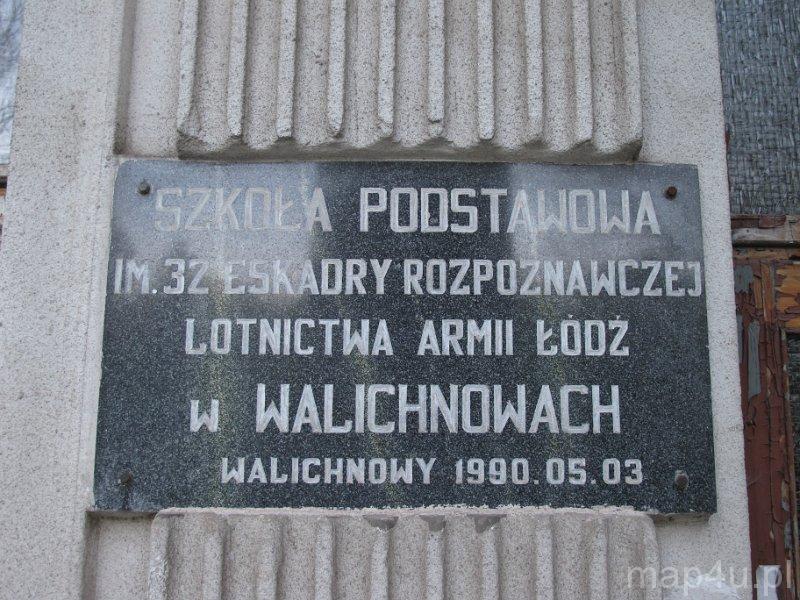 SZKOŁA PODSTAWOWA
IM. 32 ESKADRY ROZPOZNAWCZEJ
LOTNICTWA ARMII ŁÓDŹ
W WALICHNOWACH
WALICHNOWY 1990.05.03
map4u.pl